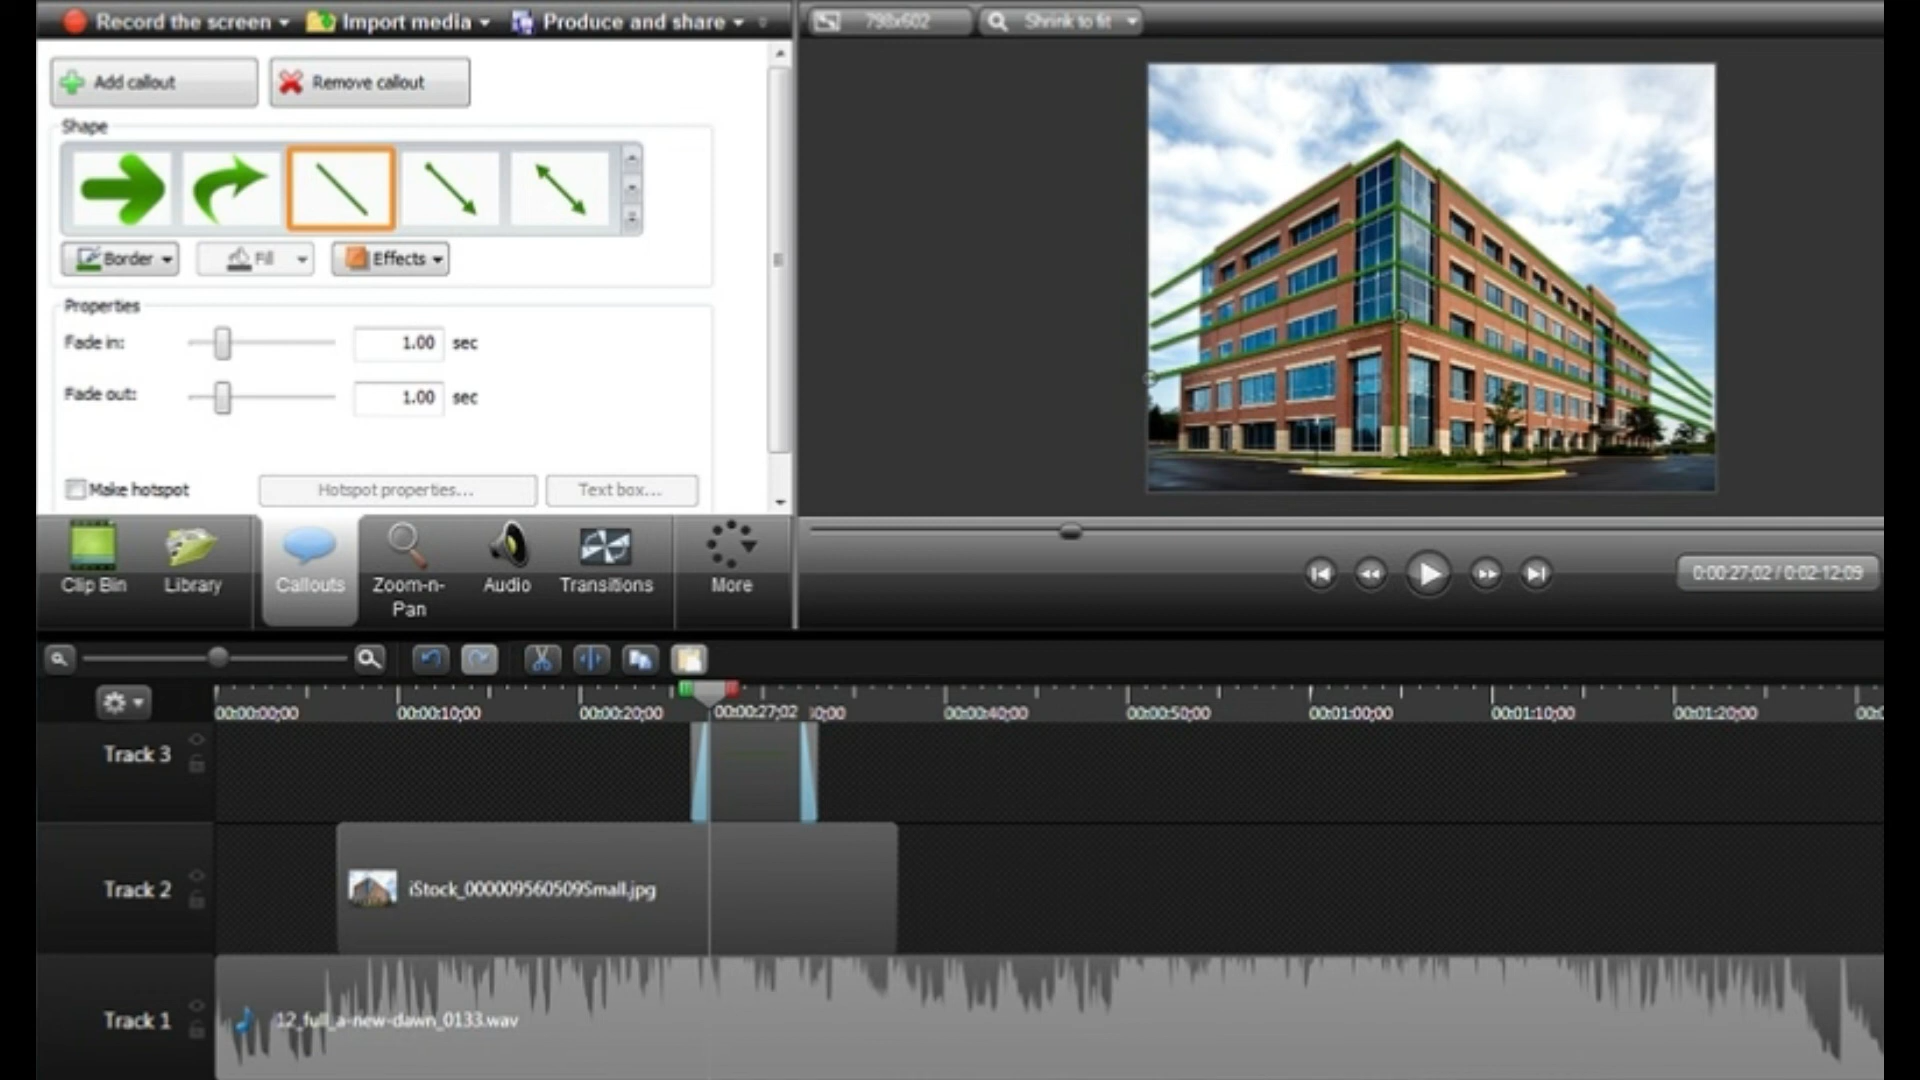 Record the screen
Import media
Produce and share
798x602
Shrink to fit
Add callout
Remove callout
Shape
Border
Fill
Effects
Properties
Fade in:
1.00
sec
Fade out:
1.00
sec
Make hotspot
Hotspot properties...
Text box...
Clip Bin
Library
Callouts
Zoom-n-
Pan
Audio
Transitions
More
0:00:27;02 / 0:02:12;09
00:00:00;00
00:00:10;00
00:00:20;00
00:00:27;02
00:00:40;00
00:00:50;00
00:01:00;00
00:01:10;00
00:01:20;00
Track 3
Track 2
iStock_000009560509Small.jpg
Track 1
12_full_a-new-dawn_0133.wav